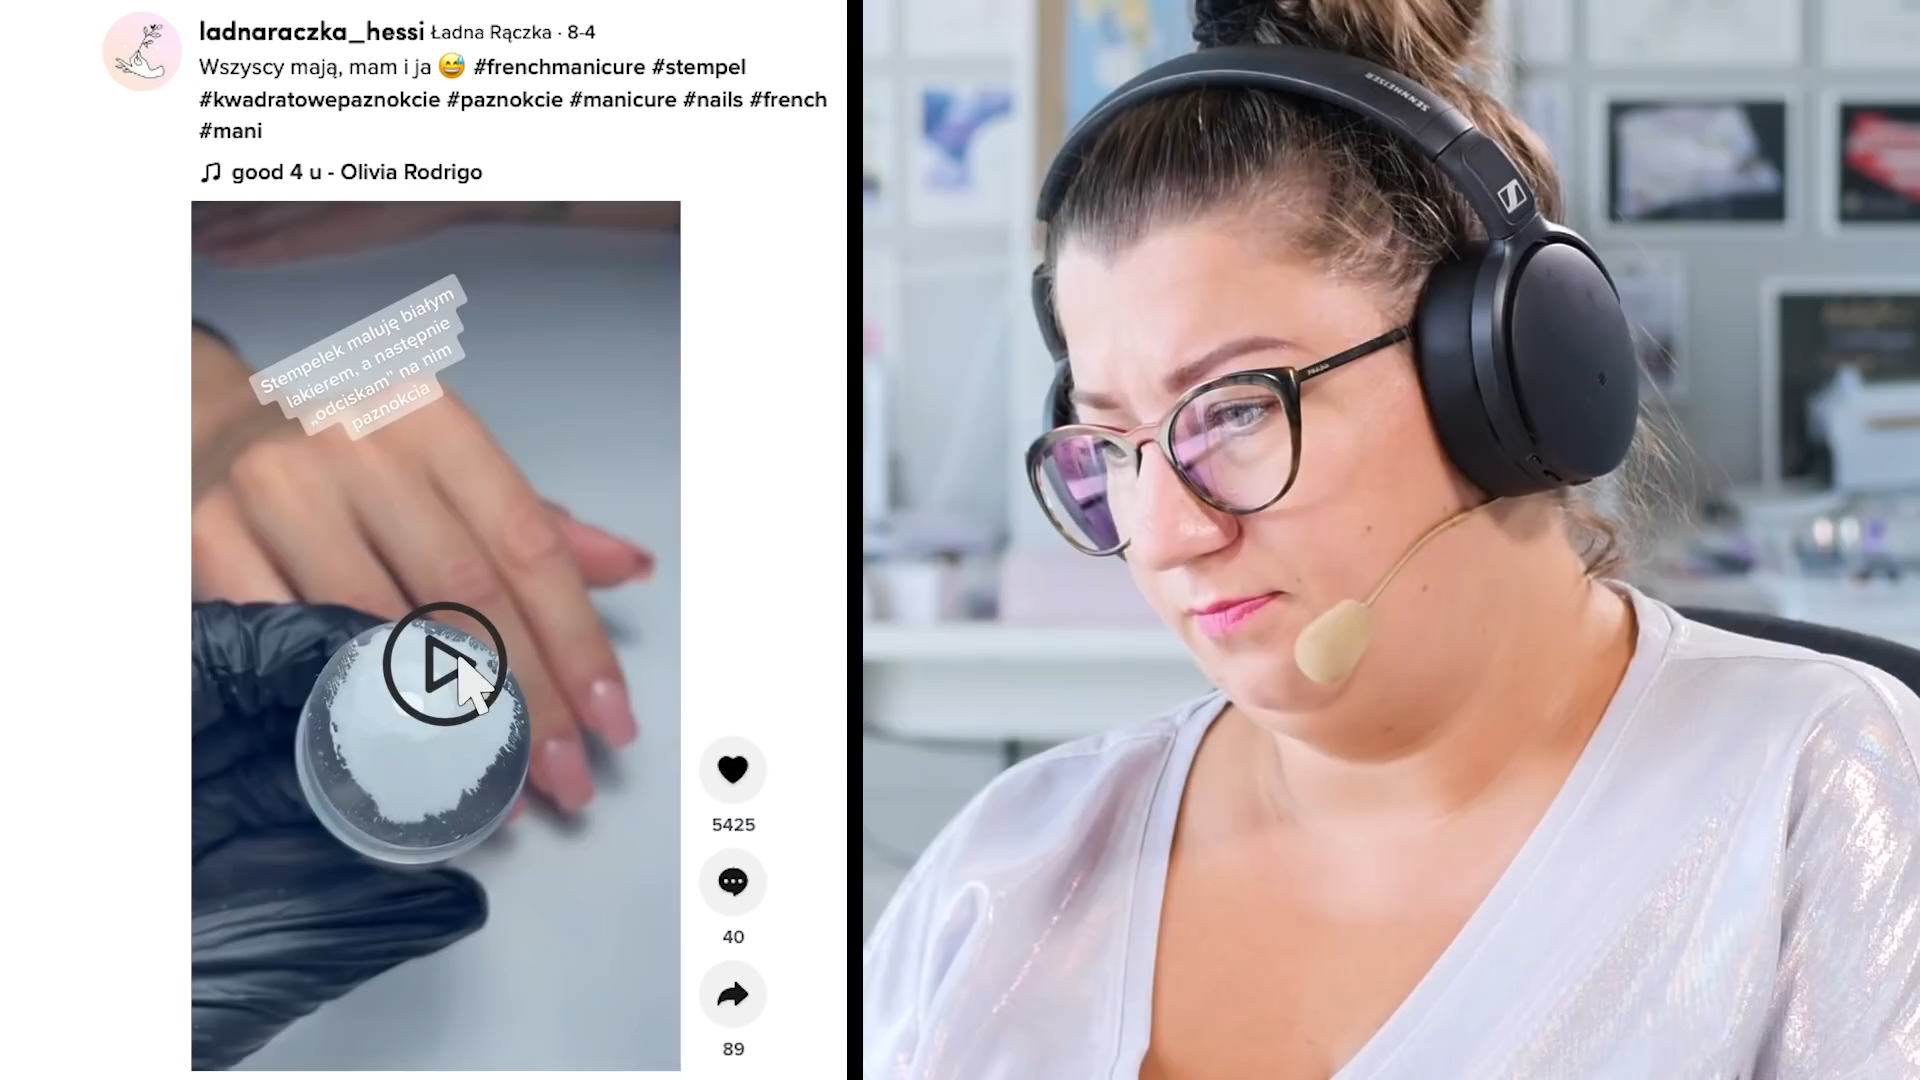 ladnaraczka_hessi Ładna Rączka · 8-4
Wszyscy mają, mam i ja 😅 #frenchmanicure #stempel
#kwadratowepaznokcie #paznokcie #manicure #nails #french
#mani
good 4 u - Olivia Rodrigo
Stempelek maluję białym
lakierem, a następnie
„odciskam" na nim
paznokcia
5425
40
89
SENNHEISER